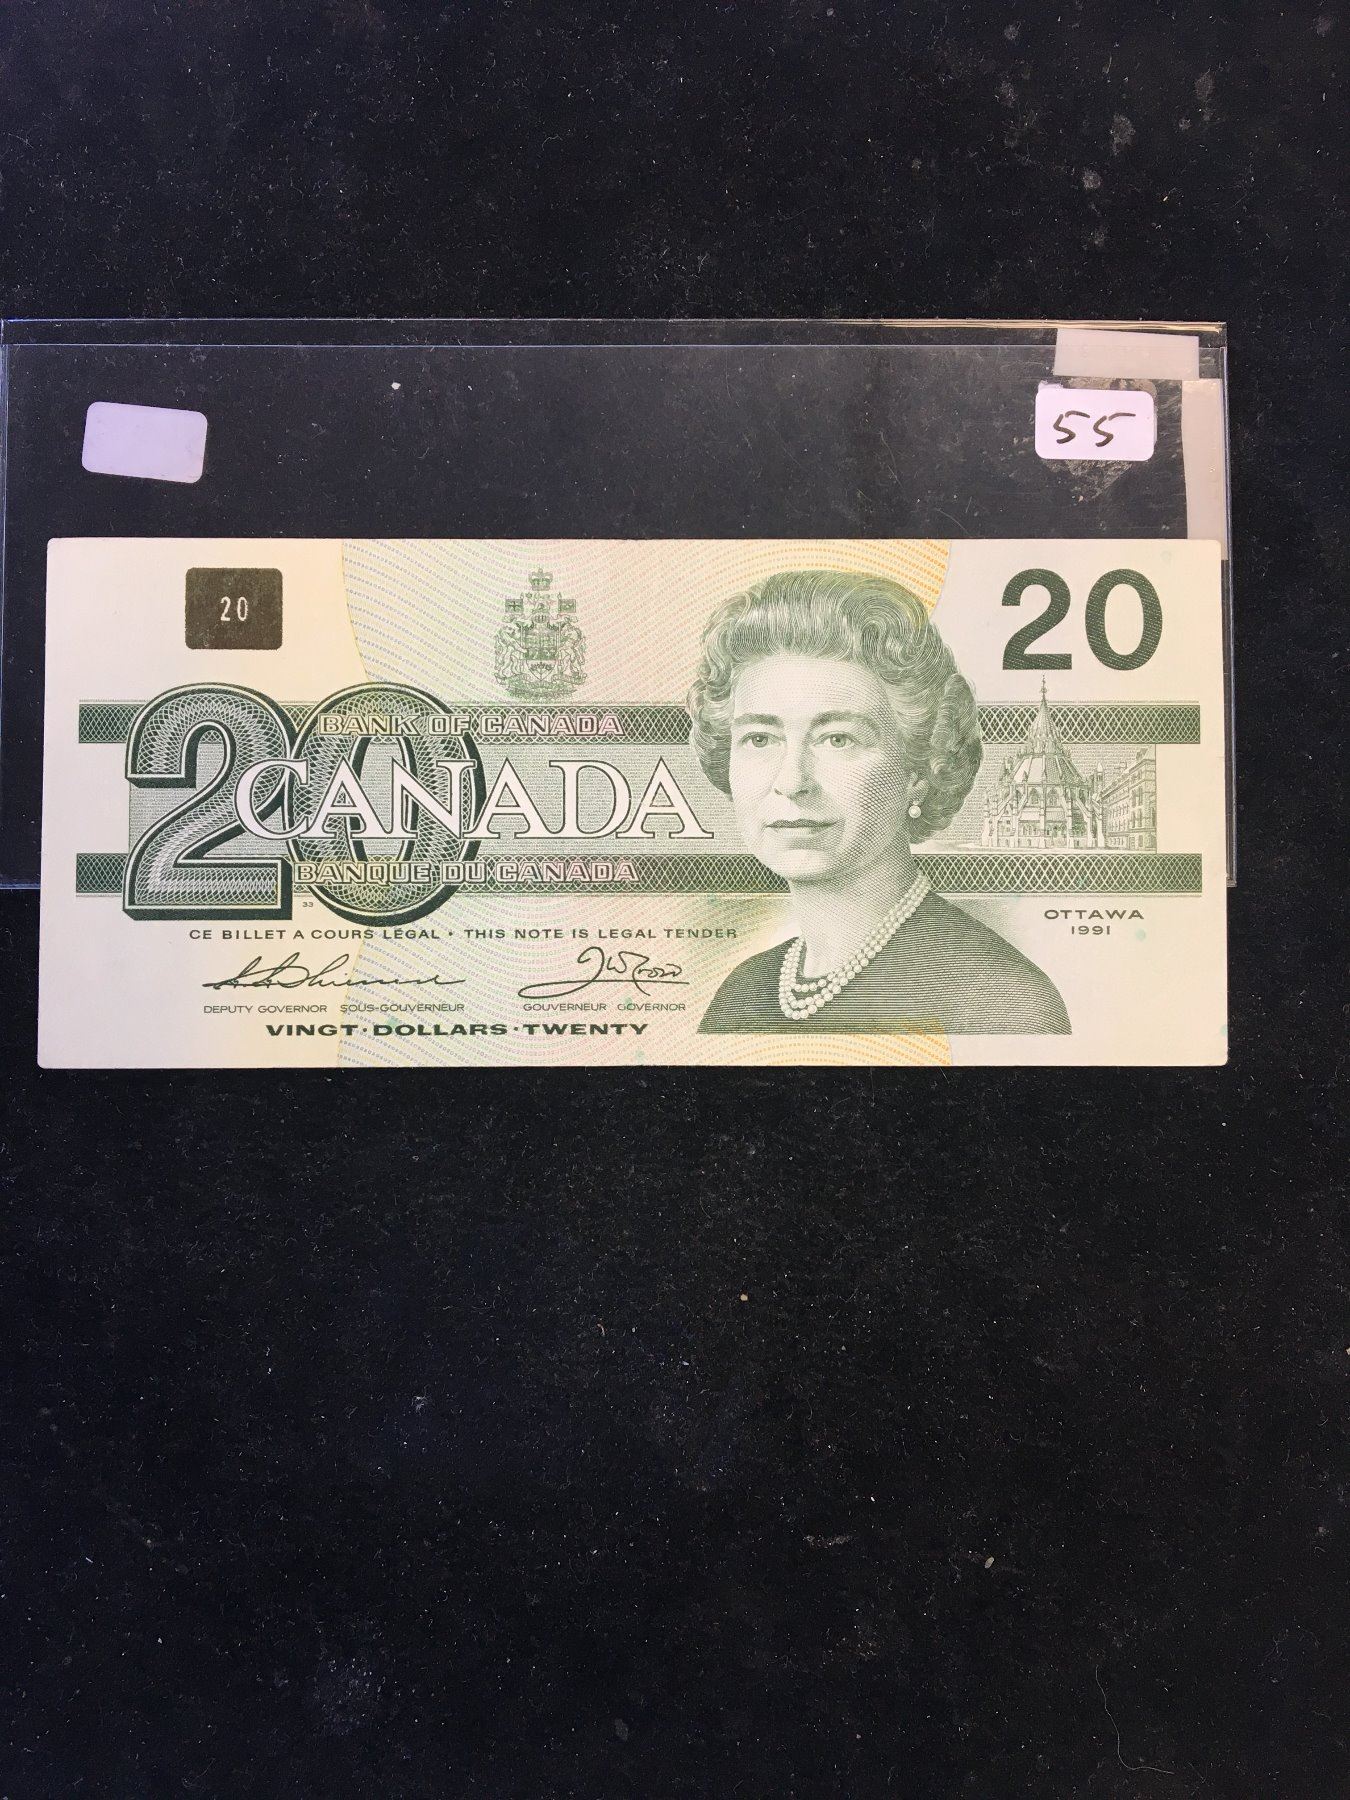 55
20
20
20
BANK OF CANADA
CANADA
BANQUE DU CANADA
33
OTTAWA
1991
CE BILLET A COURS LÉGAL • THIS NOTE IS LEGAL TENDER
DEPUTY GOVERNOR SOUS-GOUVERNEUR
GOUVERNEUR GOVERNOR
VINGT·DOLLARS·TWENTY